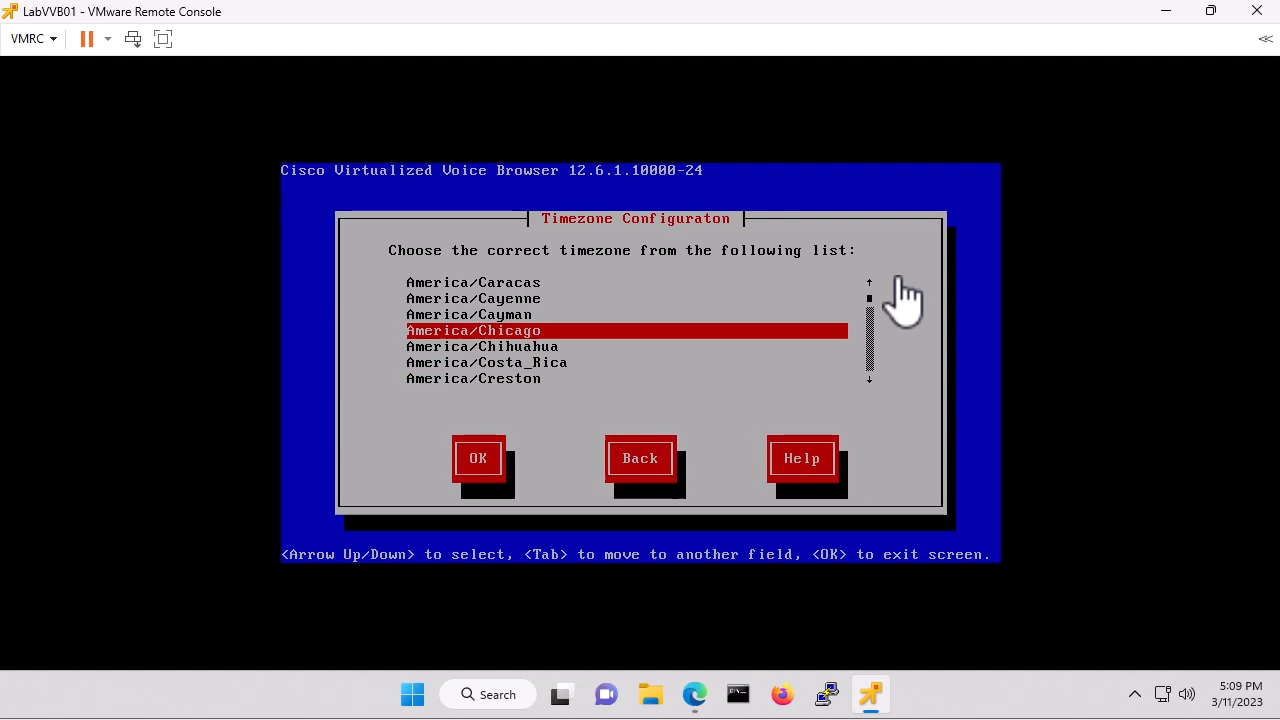 LabVVB01 - VMware Remote Console
VMRC
Cisco Virtualized Voice Browser 12.6.1.10000-24
Timezone Configuraton
Choose the correct timezone from the following list:
America/Caracas
America/Cayenne
America/Cayman
America/Chicago
America/Chihuahua
America/Costa_Rica
America/Creston
OK Back Help
<Arrow Up/Down> to select, <Tab> to move to another field, <OK> to exit screen.
Search
5:09 PM
3/11/2023